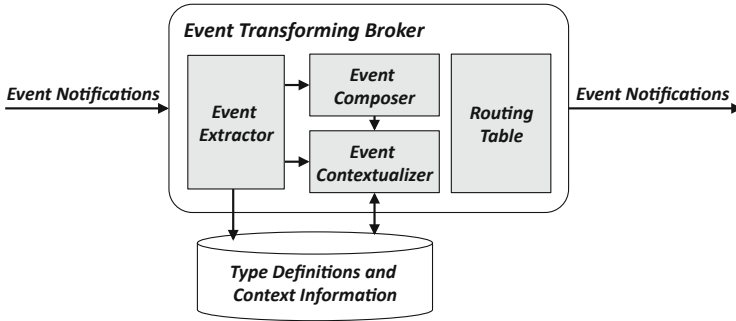 Event Transforming Broker
Event Notifications
Event
Extractor
Event
Composer
Event
Contextualizer
Routing
Table
Event Notifications
Type Definitions and
Context Information